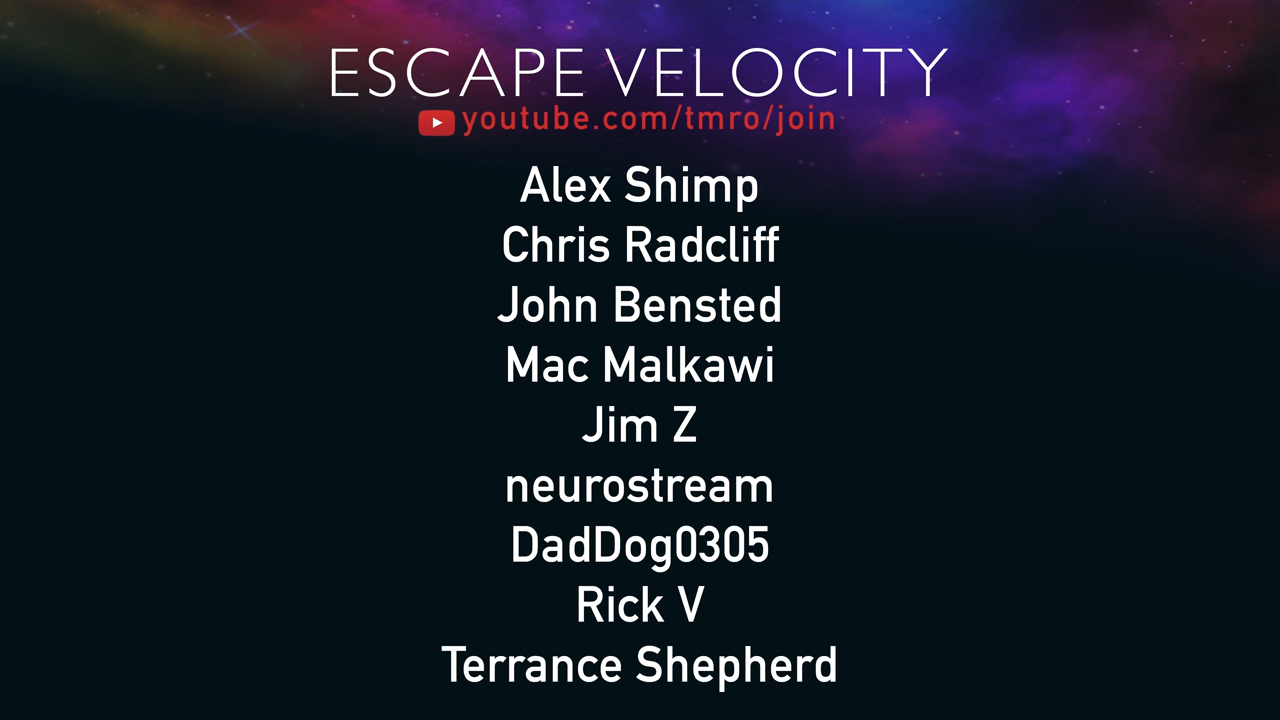 ESCAPE VELOCITY
youtube.com/tmro/join
Alex Shimp
Chris Radcliff
John Bensted
Mac Malkawi
Jim Z
neurostream
DadDog0305
Rick V
Terrance Shepherd